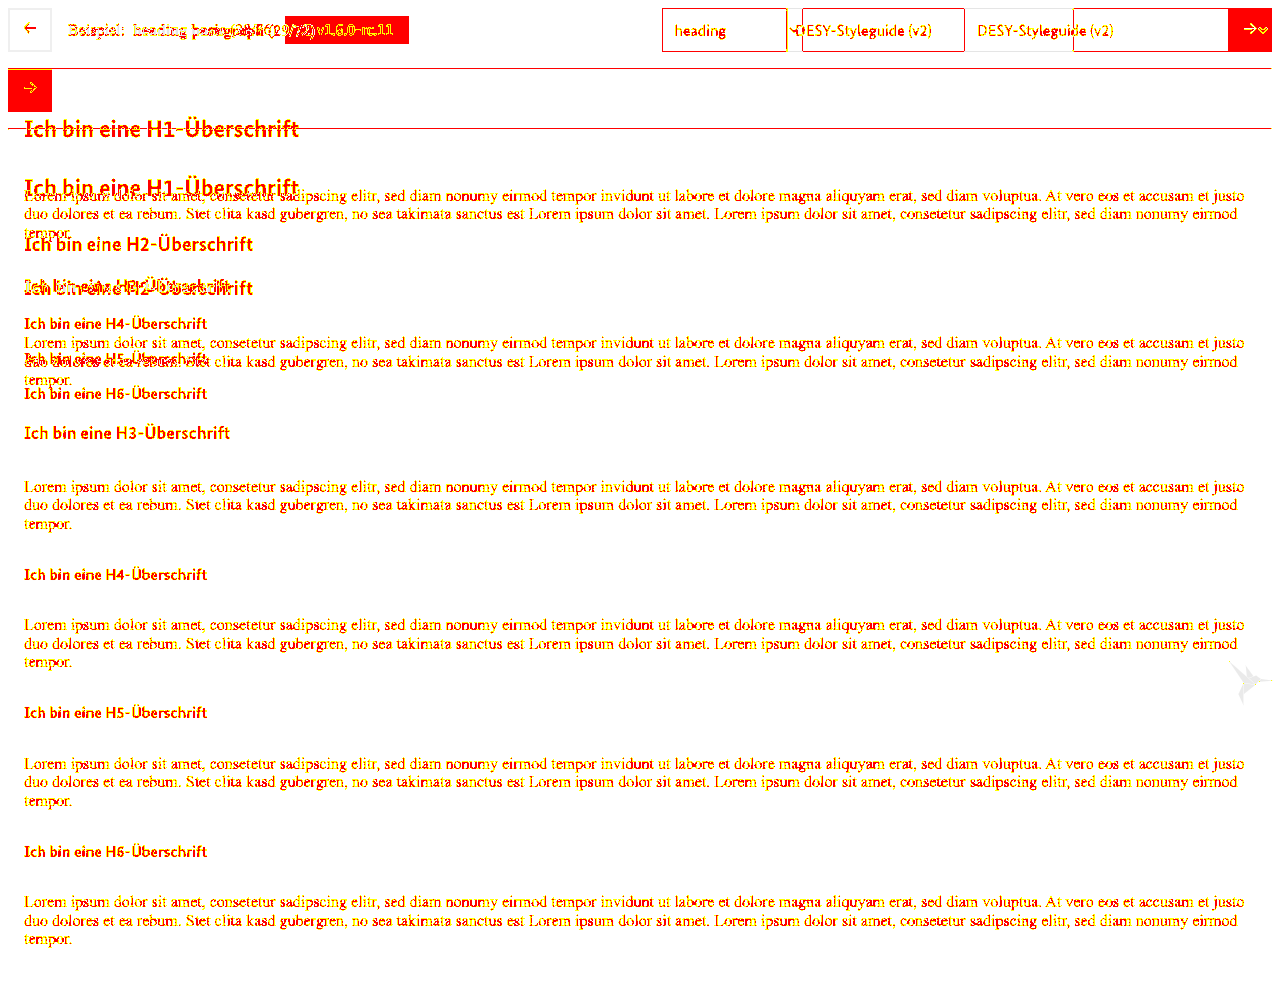 Beispiel: heading paragraph (2 v1.6.0-rc.11
heading DESY-Styleguide (v2) DESY-Styleguide (v2)
Ich bin eine H1-Überschrift
Ich bin eine H1-Überschrift
Lorem ipsum dolor sit amet, consetetur sadipscing elitr, sed diam nonumy eirmod tempor invidunt ut labore et dolore magna aliquyam erat, sed diam voluptua. At vero eos et accusam et justo
duo dolores et ea rebum. Stet clita kasd gubergren, no sea takimata sanctus est Lorem ipsum dolor sit amet. Lorem ipsum dolor sit amet, consetetur sadipscing elitr, sed diam nonumy eirmod
tempor.
Ich bin eine H2-Überschrift
Ich bin eine H3-Überschrift
Ich bin eine H2-Überschrift
Ich bin eine H4-Überschrift
Lorem ipsum dolor sit amet, consetetur sadipscing elitr, sed diam nonumy eirmod tempor invidunt ut labore et dolore magna aliquyam erat, sed diam voluptua. At vero eos et accusam et justo
Ich bin eine H5-Überschrift
duo dolores et ea rebum. Stet clita kasd gubergren, no sea takimata sanctus est Lorem ipsum dolor sit amet. Lorem ipsum dolor sit amet, consetetur sadipscing elitr, sed diam nonumy eirmod
tempor.
Ich bin eine H6-Überschrift
Ich bin eine H3-Überschrift
Lorem ipsum dolor sit amet, consetetur sadipscing elitr, sed diam nonumy eirmod tempor invidunt ut labore et dolore magna aliquyam erat, sed diam voluptua. At vero eos et accusam et justo
duo dolores et ea rebum. Stet clita kasd gubergren, no sea takimata sanctus est Lorem ipsum dolor sit amet. Lorem ipsum dolor sit amet, consetetur sadipscing elitr, sed diam nonumy eirmod
tempor.
Ich bin eine H4-Überschrift
Lorem ipsum dolor sit amet, consetetur sadipscing elitr, sed diam nonumy eirmod tempor invidunt ut labore et dolore magna aliquyam erat, sed diam voluptua. At vero eos et accusam et justo
duo dolores et ea rebum. Stet clita kasd gubergren, no sea takimata sanctus est Lorem ipsum dolor sit amet. Lorem ipsum dolor sit amet, consetetur sadipscing elitr, sed diam nonumy eirmod
tempor.
Ich bin eine H5-Überschrift
Lorem ipsum dolor sit amet, consetetur sadipscing elitr, sed diam nonumy eirmod tempor invidunt ut labore et dolore magna aliquyam erat, sed diam voluptua. At vero eos et accusam et justo
duo dolores et ea rebum. Stet clita kasd gubergren, no sea takimata sanctus est Lorem ipsum dolor sit amet. Lorem ipsum dolor sit amet, consetetur sadipscing elitr, sed diam nonumy eirmod
tempor.
Ich bin eine H6-Überschrift
Lorem ipsum dolor sit amet, consetetur sadipscing elitr, sed diam nonumy eirmod tempor invidunt ut labore et dolore magna aliquyam erat, sed diam voluptua. At vero eos et accusam et justo
duo dolores et ea rebum. Stet clita kasd gubergren, no sea takimata sanctus est Lorem ipsum dolor sit amet. Lorem ipsum dolor sit amet, consetetur sadipscing elitr, sed diam nonumy eirmod
tempor.